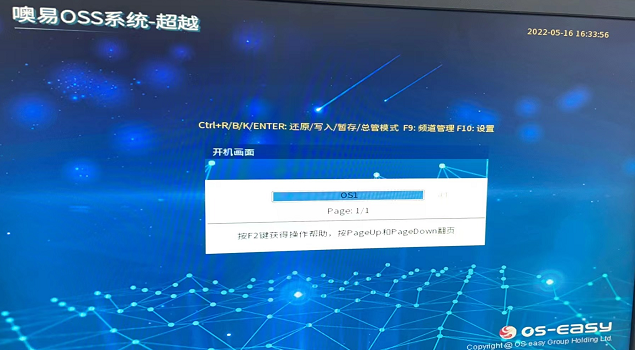 噢易OSS系统-超越
2022-05-16 16:33:56
Ctrl+R/B/K/ENTER: 还原/写入/暂存/总管模式 F9: 频道管理 F10: 设置
开机画面
OS1
Page: 1/1
按F2键获得操作帮助，按PageUp和PageDown翻页
os-easy
Copyright @ OS-easy Group Holding Ltd